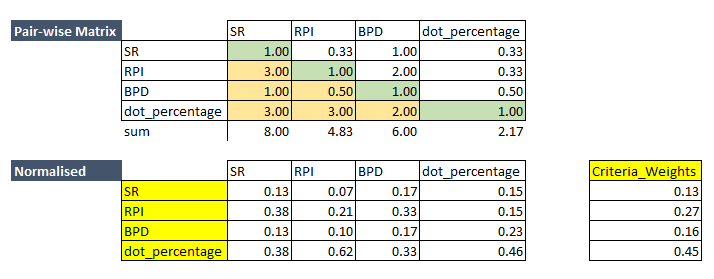 Pair-wise Matrix SR RPI BPD dot_percentage
SR 1.00 0.33 1.00 0.33
RPI 3.00 1.00 2.00 0.33
BPD 1.00 0.50 1.00 0.50
dot_percentage 3.00 3.00 2.00 1.00
sum 8.00 4.83 6.00 2.17
Normalised SR RPI BPD dot_percentage Criteria_Weights
SR 0.13 0.07 0.17 0.15 0.13
RPI 0.38 0.21 0.33 0.15 0.27
BPD 0.13 0.10 0.17 0.23 0.16
dot_percentage 0.38 0.62 0.33 0.46 0.45